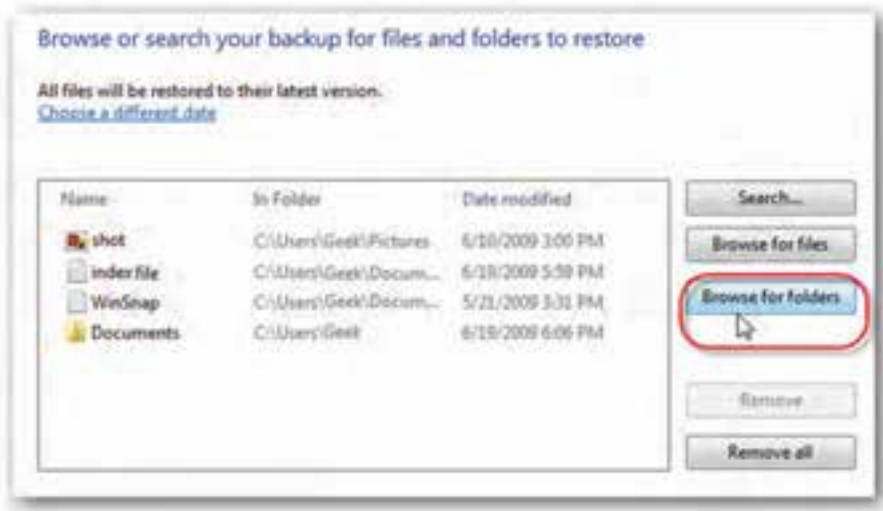 Browse or search your backup for files and folders to restore
All files will be restored to their latest version.
Choose a different date
Name In Folder Date modified
shot C:\Users\Geek\Pictures 6/10/2009 3:00 PM
index file C:\Users\Geek\Docum... 6/19/2009 5:59 PM
WinSnap C:\Users\Geek\Docum... 5/21/2009 3:31 PM
Documents C:\Users\Geek 6/19/2009 6:06 PM
Search...
Browse for files
Browse for folders
Remove
Remove all